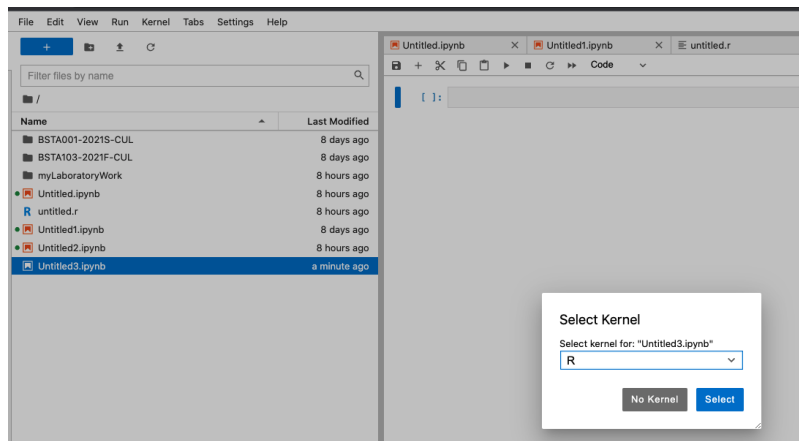 File Edit View Run Kernel Tabs Settings Help
Untitled.ipynb Untitled1.ipynb untitled.r
Code
Filter files by name
/
Name Last Modified
BSTA001-2021S-CUL 8 days ago
BSTA103-2021F-CUL 8 days ago
myLaboratoryWork 8 hours ago
Untitled.ipynb 8 hours ago
R untitled.r 8 hours ago
Untitled1.ipynb 8 days ago
Untitled2.ipynb 8 hours ago
Untitled3.ipynb a minute ago
[ ]:
Select Kernel
Select kernel for: "Untitled3.ipynb"
R
No Kernel Select